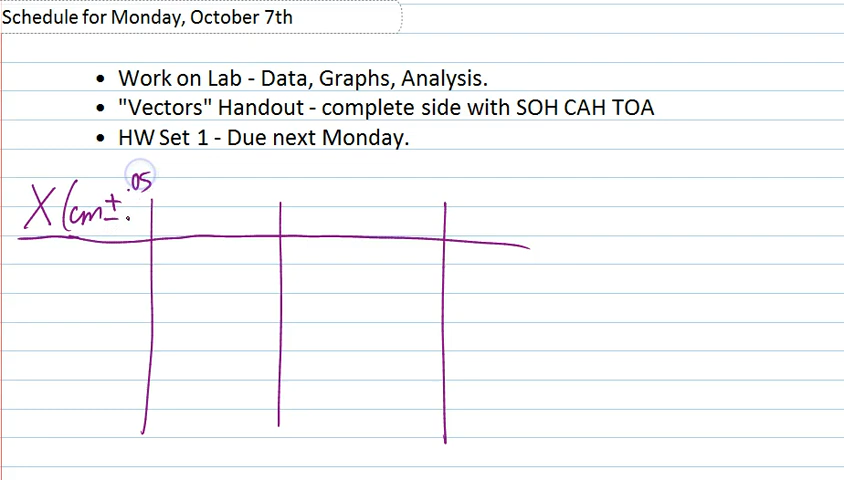 Schedule for Monday, October 7th
• Work on Lab - Data, Graphs, Analysis.
• "Vectors" Handout - complete side with SOH CAH TOA
• HW Set 1 - Due next Monday.
.05
X (cm ± .